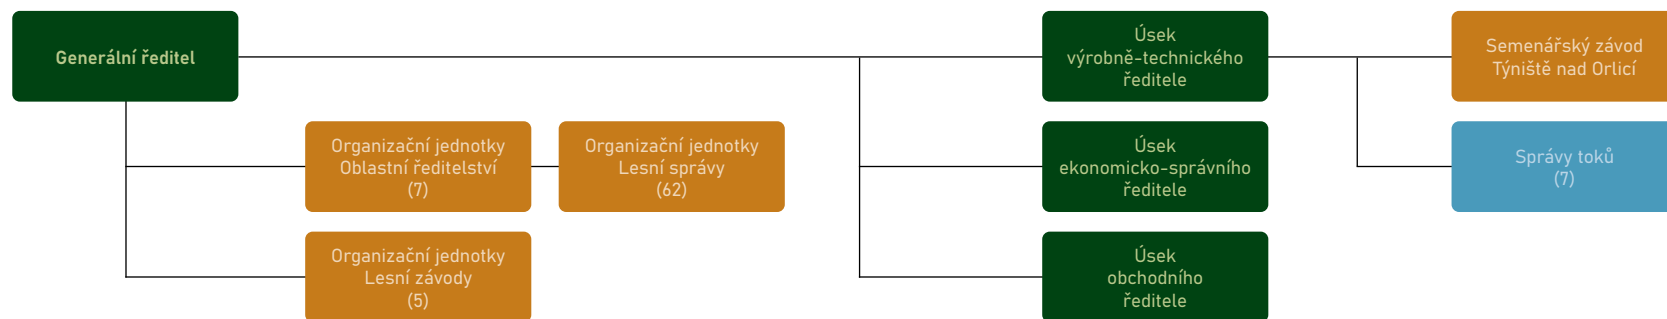 Generální ředitel
Úsek
výrobně-technického
ředitele
Semenářský závod
Týniště nad Orlicí
Organizační jednotky
Oblastní ředitelství
(7)
Organizační jednotky
Lesní správy
(62)
Úsek
ekonomicko-správního
ředitele
Správy toků
(7)
Organizační jednotky
Lesní závody
(5)
Úsek
obchodního
ředitele